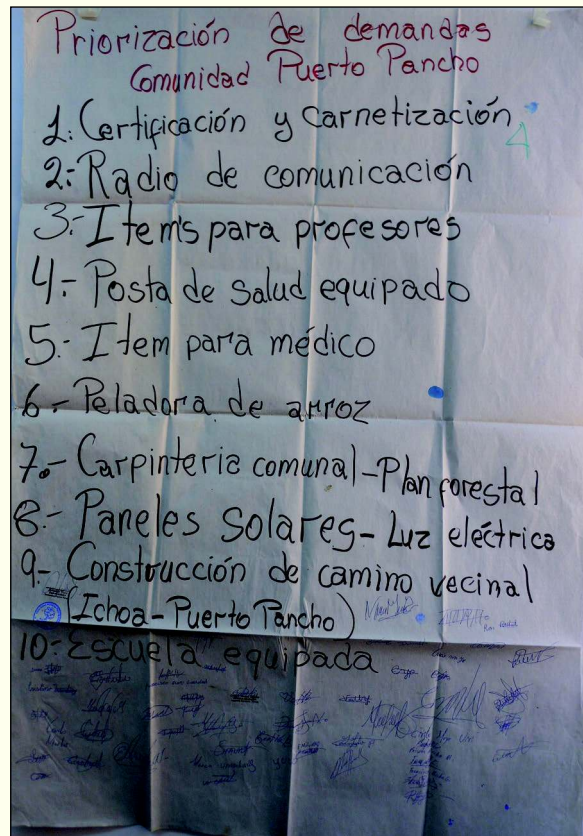 Priorización de demandas
Comunidad Puerto Pancho
1.- Certificación y Carnetización
4
2.- Radio de comunicación
3.- Item's para profesores
4.- Posta de salud equipado
5.- Item para médico
6.- Peladora de arroz
7.- Carpinteria comunal - Plan forestal
8.- Paneles Solares - Luz eléctrica
9.- Construcción de camino vecinal
(Ichoa - Puerto Pancho)
10.- Escuela equipada